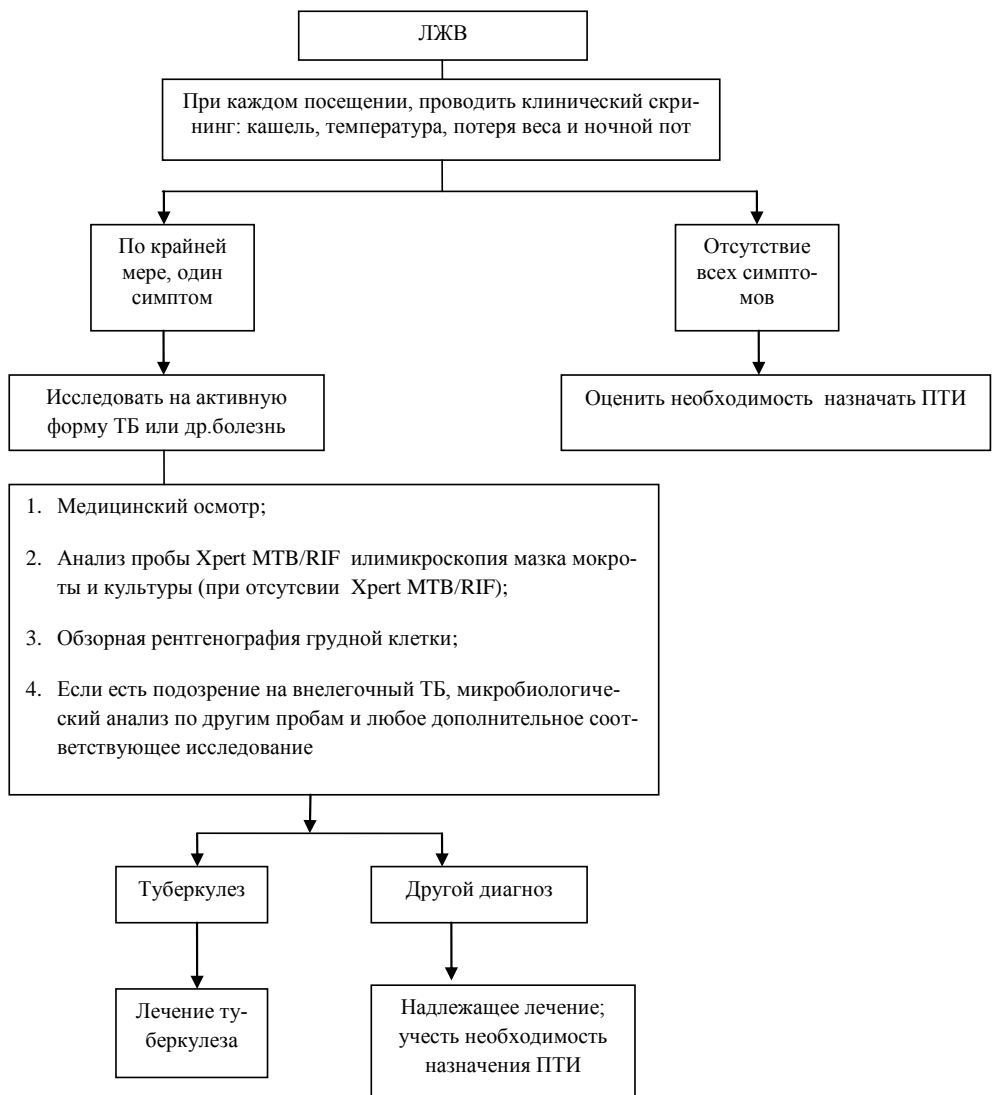 ЛЖВ
При каждом посещении, проводить клинический скри-
нинг: кашель, температура, потеря веса и ночной пот
По крайней
мере, один
симптом
Отсутствие
всех симпто-
мов
Исследовать на активную
форму ТБ или др.болезнь
Оценить необходимость назначать ПТИ
1. Медицинский осмотр;
2. Анализ пробы Xpert MTB/RIF илимикроскопия мазка мокро-
ты и культуры (при отсутсвии Xpert MTB/RIF);
3. Обзорная рентгенография грудной клетки;
4. Если есть подозрение на внелегочный ТБ, микробиологиче-
ский анализ по другим пробам и любое дополнительное соот-
ветствующее исследование
Туберкулез
Другой диагноз
Лечение ту-
беркулеза
Надлежащее лечение;
учесть необходимость
назначения ПТИ